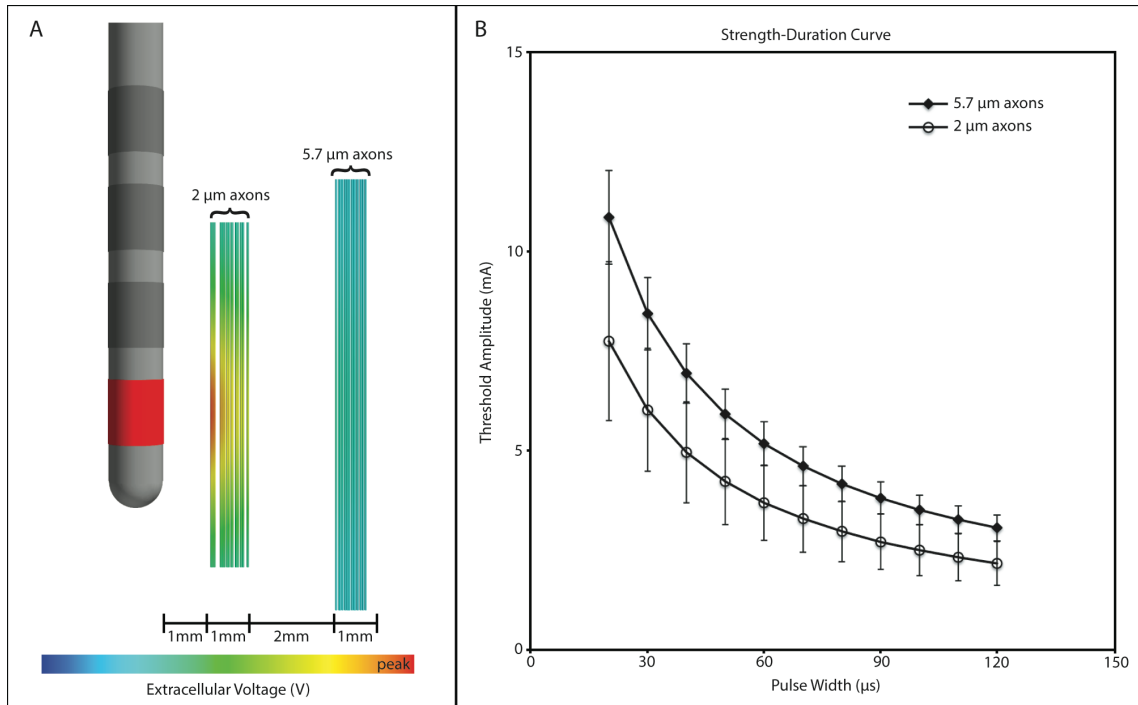 A
2 µm axons
5.7 µm axons
1mm
1mm
2mm
1mm
peak
Extracellular Voltage (V)
B
Strength-Duration Curve
5.7 µm axons
2 µm axons
Threshold Amplitude (mA)
15
10
5
0
0
30
60
90
120
150
Pulse Width (µs)